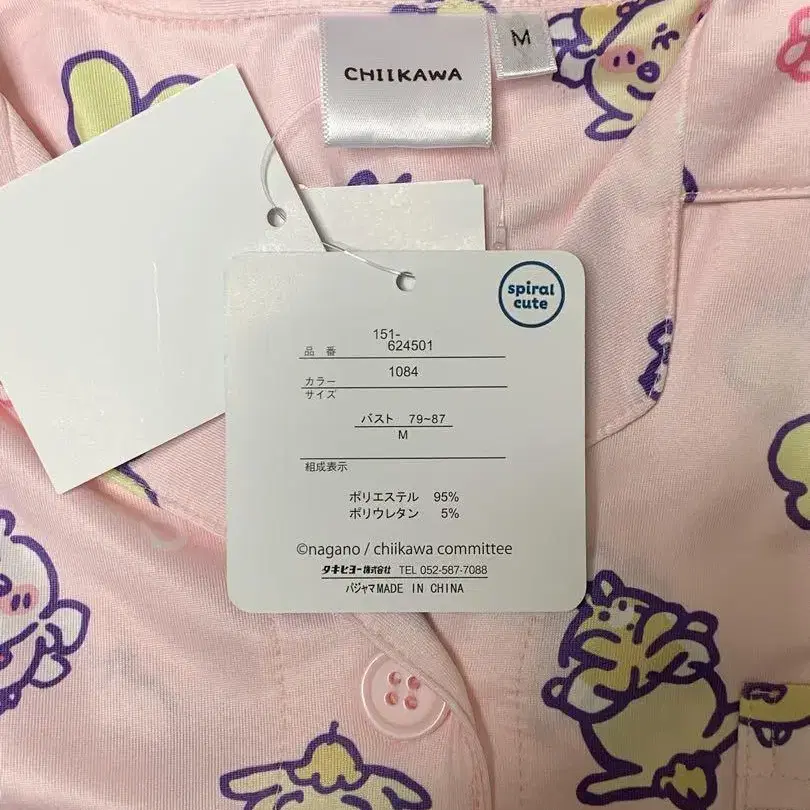 CHIIKAWA
M
spiral
cute
151-
624501
品 番
1084
カラー
サイズ
バスト 79~87
M
組成表示
ポリエステル 95%
ポリウレタン 5%
©nagano / chiikawa committee
タキヒヨー株式会社 TEL 052-587-7088
パジャマMADE IN CHINA